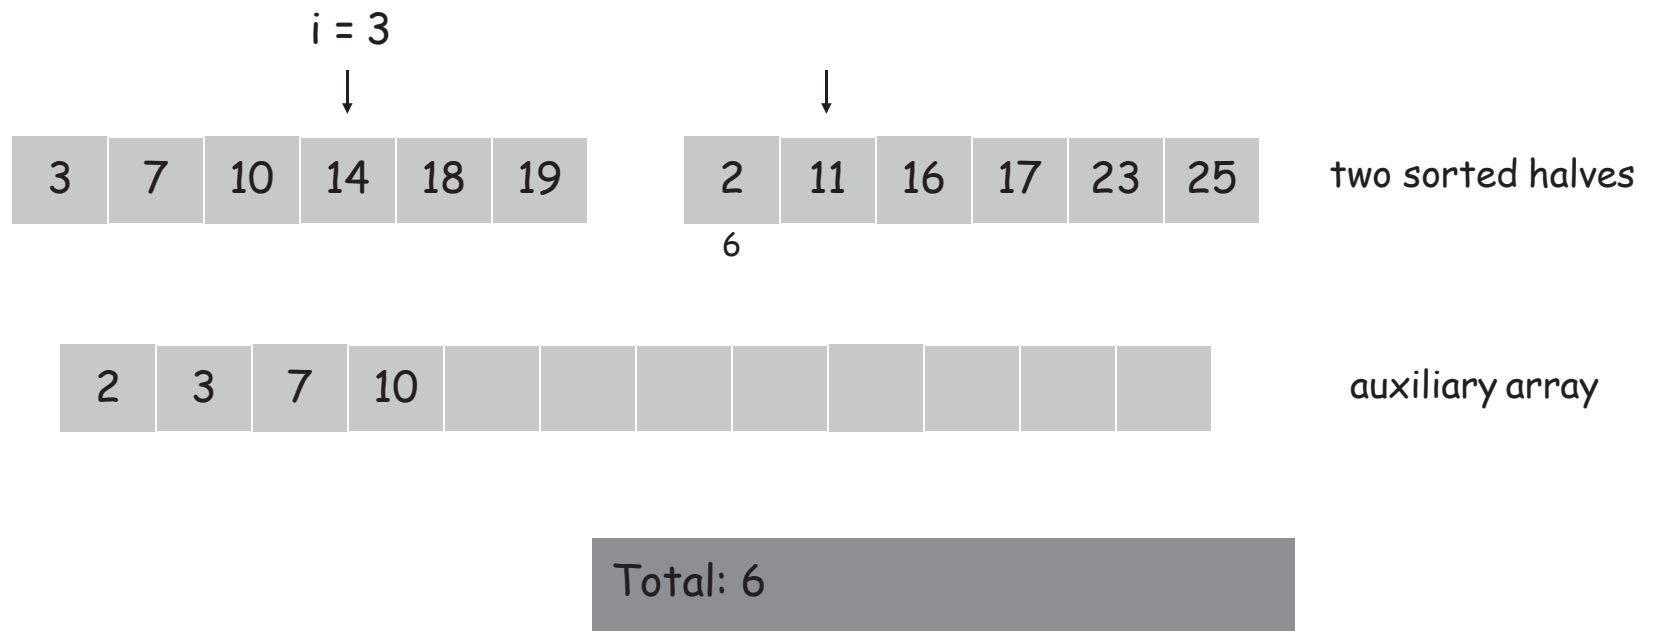 i = 3
3 7 10 14 18 19 2 11 16 17 23 25 two sorted halves
6
2 3 7 10 auxiliary array
Total: 6